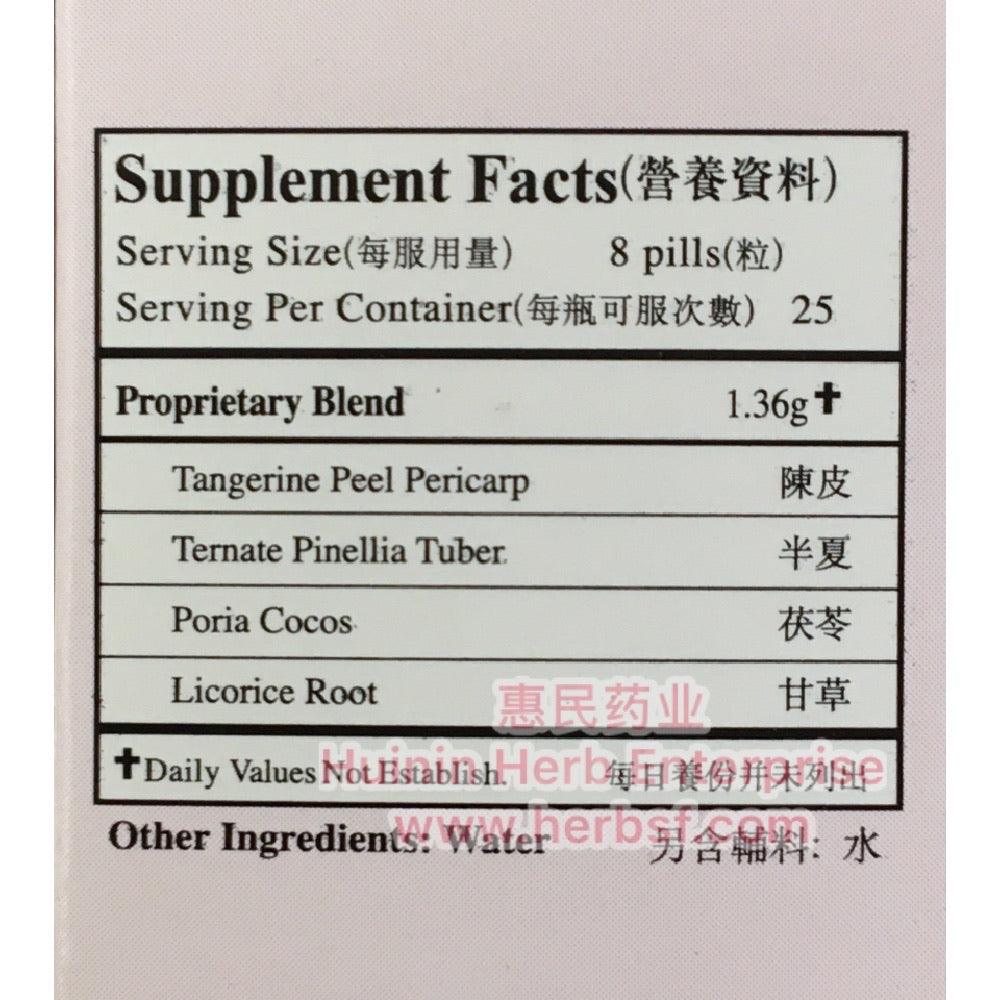 Supplement Facts(營養資料)
Serving Size(每服用量) 8 pills(粒)
Serving Per Container(每瓶可服次數) 25
Proprietary Blend 1.36g✝
Tangerine Peel Pericarp 陳皮
Ternate Pinellia Tuber 半夏
Poria Cocos 茯苓
Licorice Root 甘草
惠民药业
✝Daily Values Not Establish. 每日養份并未列出
Huimin Herb Enterprise
www.herbsf.com
Other Ingredients: Water 另含輔料: 水